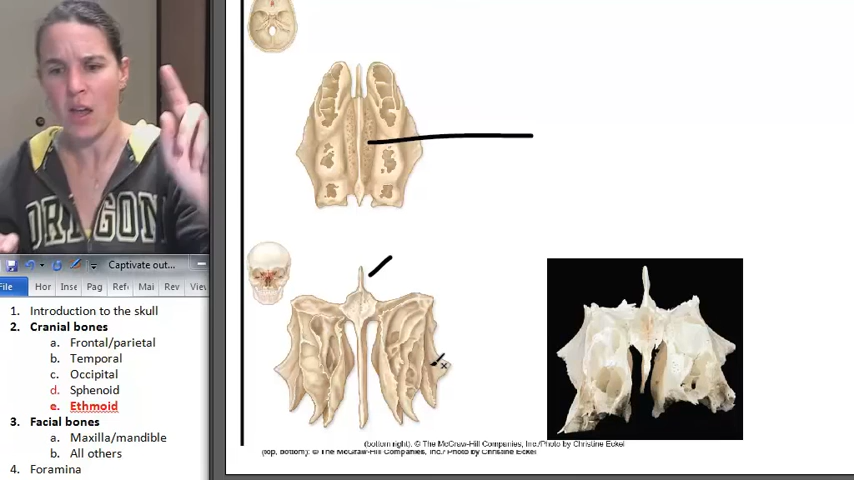 OREGON
Captivate out...
File Hor Inse Pag Refe Mai Rev View
1. Introduction to the skull
2. Cranial bones
a. Frontal/parietal
b. Temporal
c. Occipital
d. Sphenoid
e. Ethmoid
3. Facial bones
a. Maxilla/mandible
b. All others
4. Foramina
(bottom right). © The McGraw-Hill Companies, Inc./Photo by Christine Eckel
(top, bottom): © The McGraw-Hill Companies, Inc./ Photo by Christine Eckel